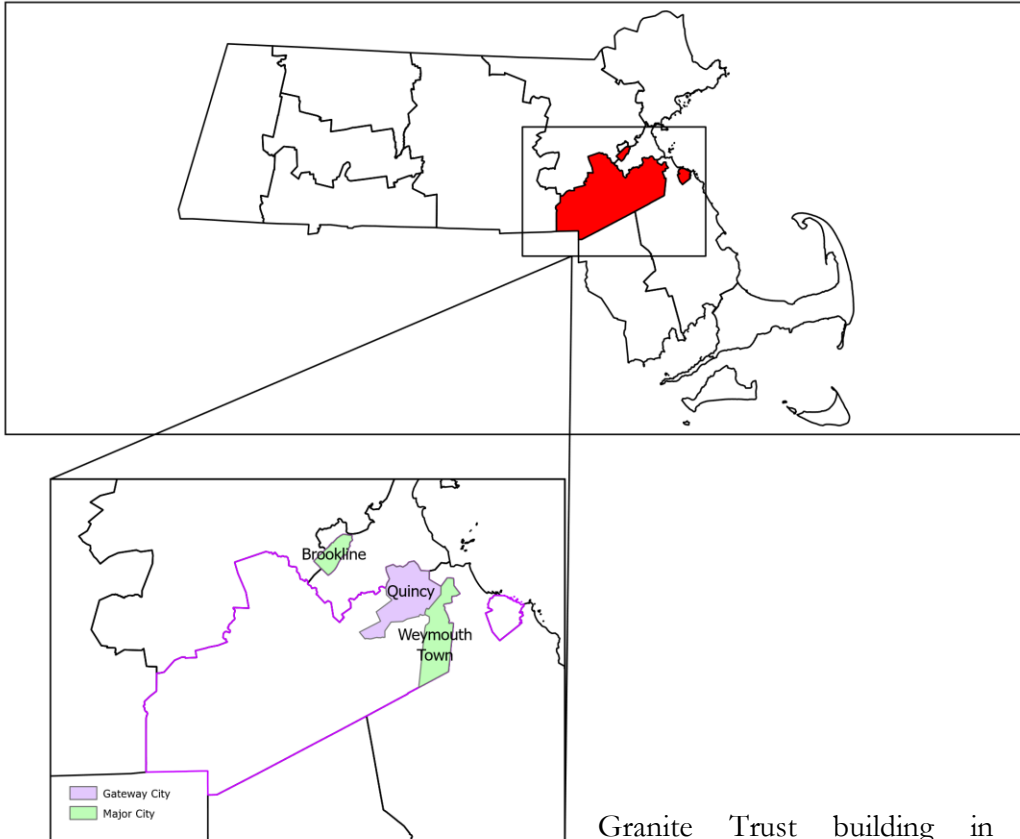 Brookline
Quincy
Weymouth
Town
Gateway City
Major City
Granite Trust building in